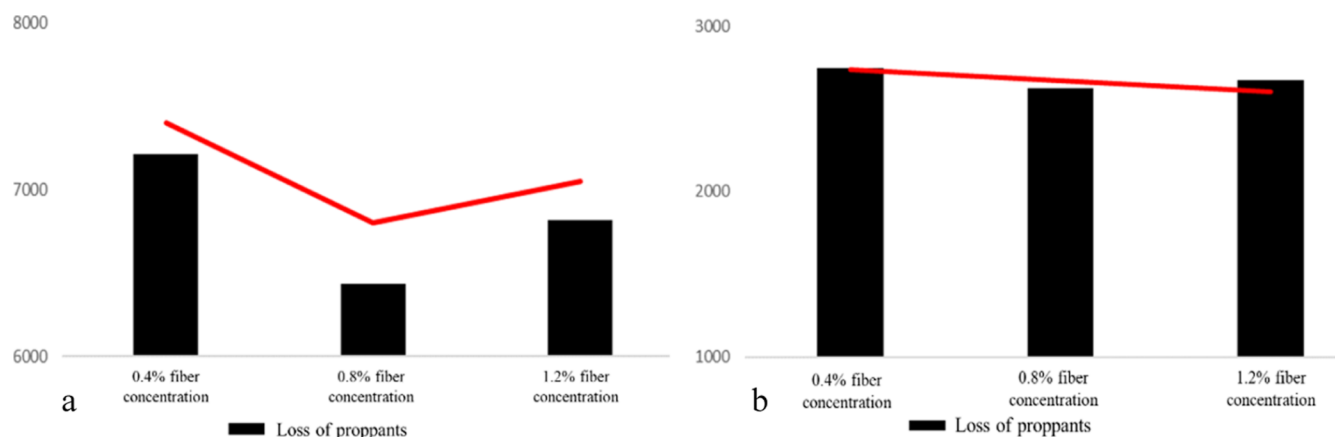 8000
7000
6000
0.4% fiber
concentration
0.8% fiber
concentration
1.2% fiber
concentration
a
Loss of proppants
3000
2000
1000
0.4% fiber
concentration
0.8% fiber
concentration
1.2% fiber
concentration
b
Loss of proppants